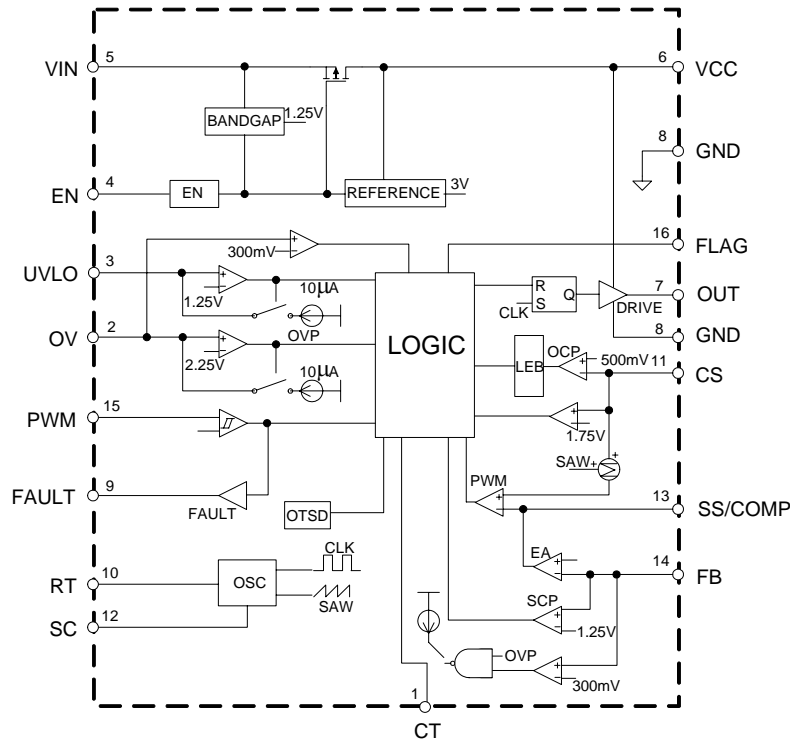 VIN 5
6 VCC
BANDGAP 1.25V
8 GND
EN 4
EN
REFERENCE 3V
300mV
16 FLAG
UVLO 3
1.25V
10μA
OVP
OV 2
2.25V
10μA
LOGIC
R
S
Q
CLK
DRIVE
7 OUT
8 GND
LEB
OCP
500mV
11 CS
1.75V
SAW
PWM 15
FAULT 9
FAULT
OTSD
PWM
13 SS/COMP
EA
14 FB
RT 10
OSC
CLK
SAW
SC 12
SCP
1.25V
OVP
300mV
1
CT